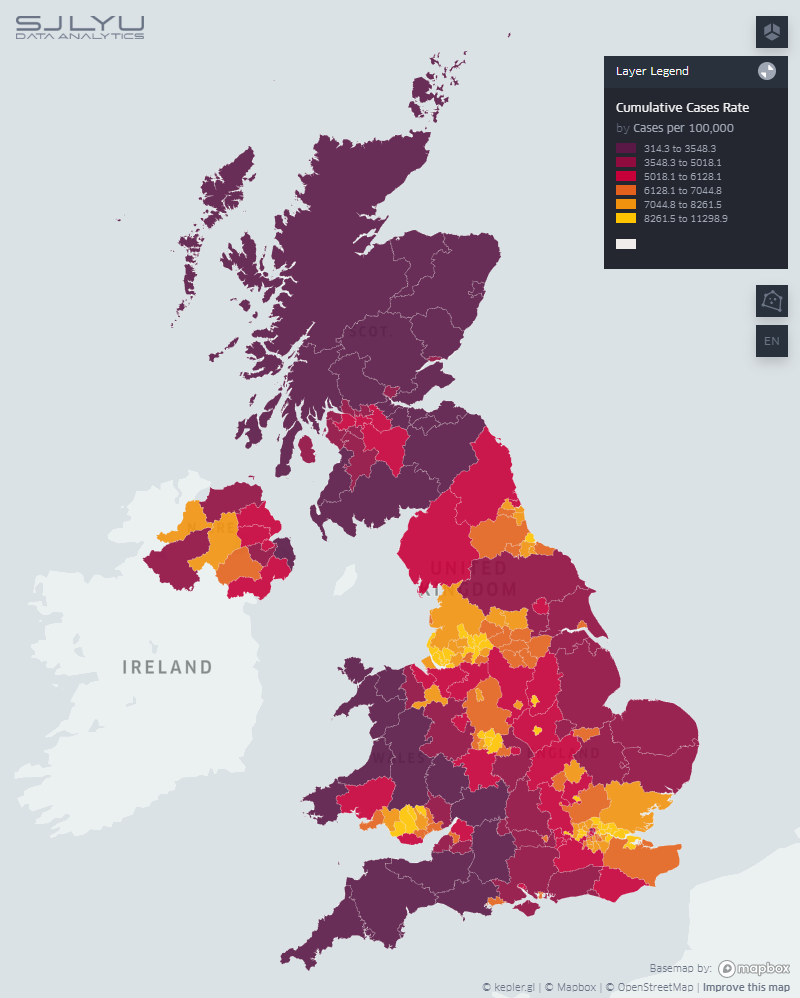 SJLYU
DATA ANALYTICS
Layer Legend
Cumulative Cases Rate
by Cases per 100,000
314.3 to 3548.3
3548.3 to 5018.1
5018.1 to 6128.1
6128.1 to 7044.8
7044.8 to 8261.5
8261.5 to 11298.9
EN
SCOT.
UNITED
KINGDOM
IRELAND
WALES
ENGLAND
Basemap by: mapbox
© kepler.gl | © Mapbox | © OpenStreetMap | Improve this map